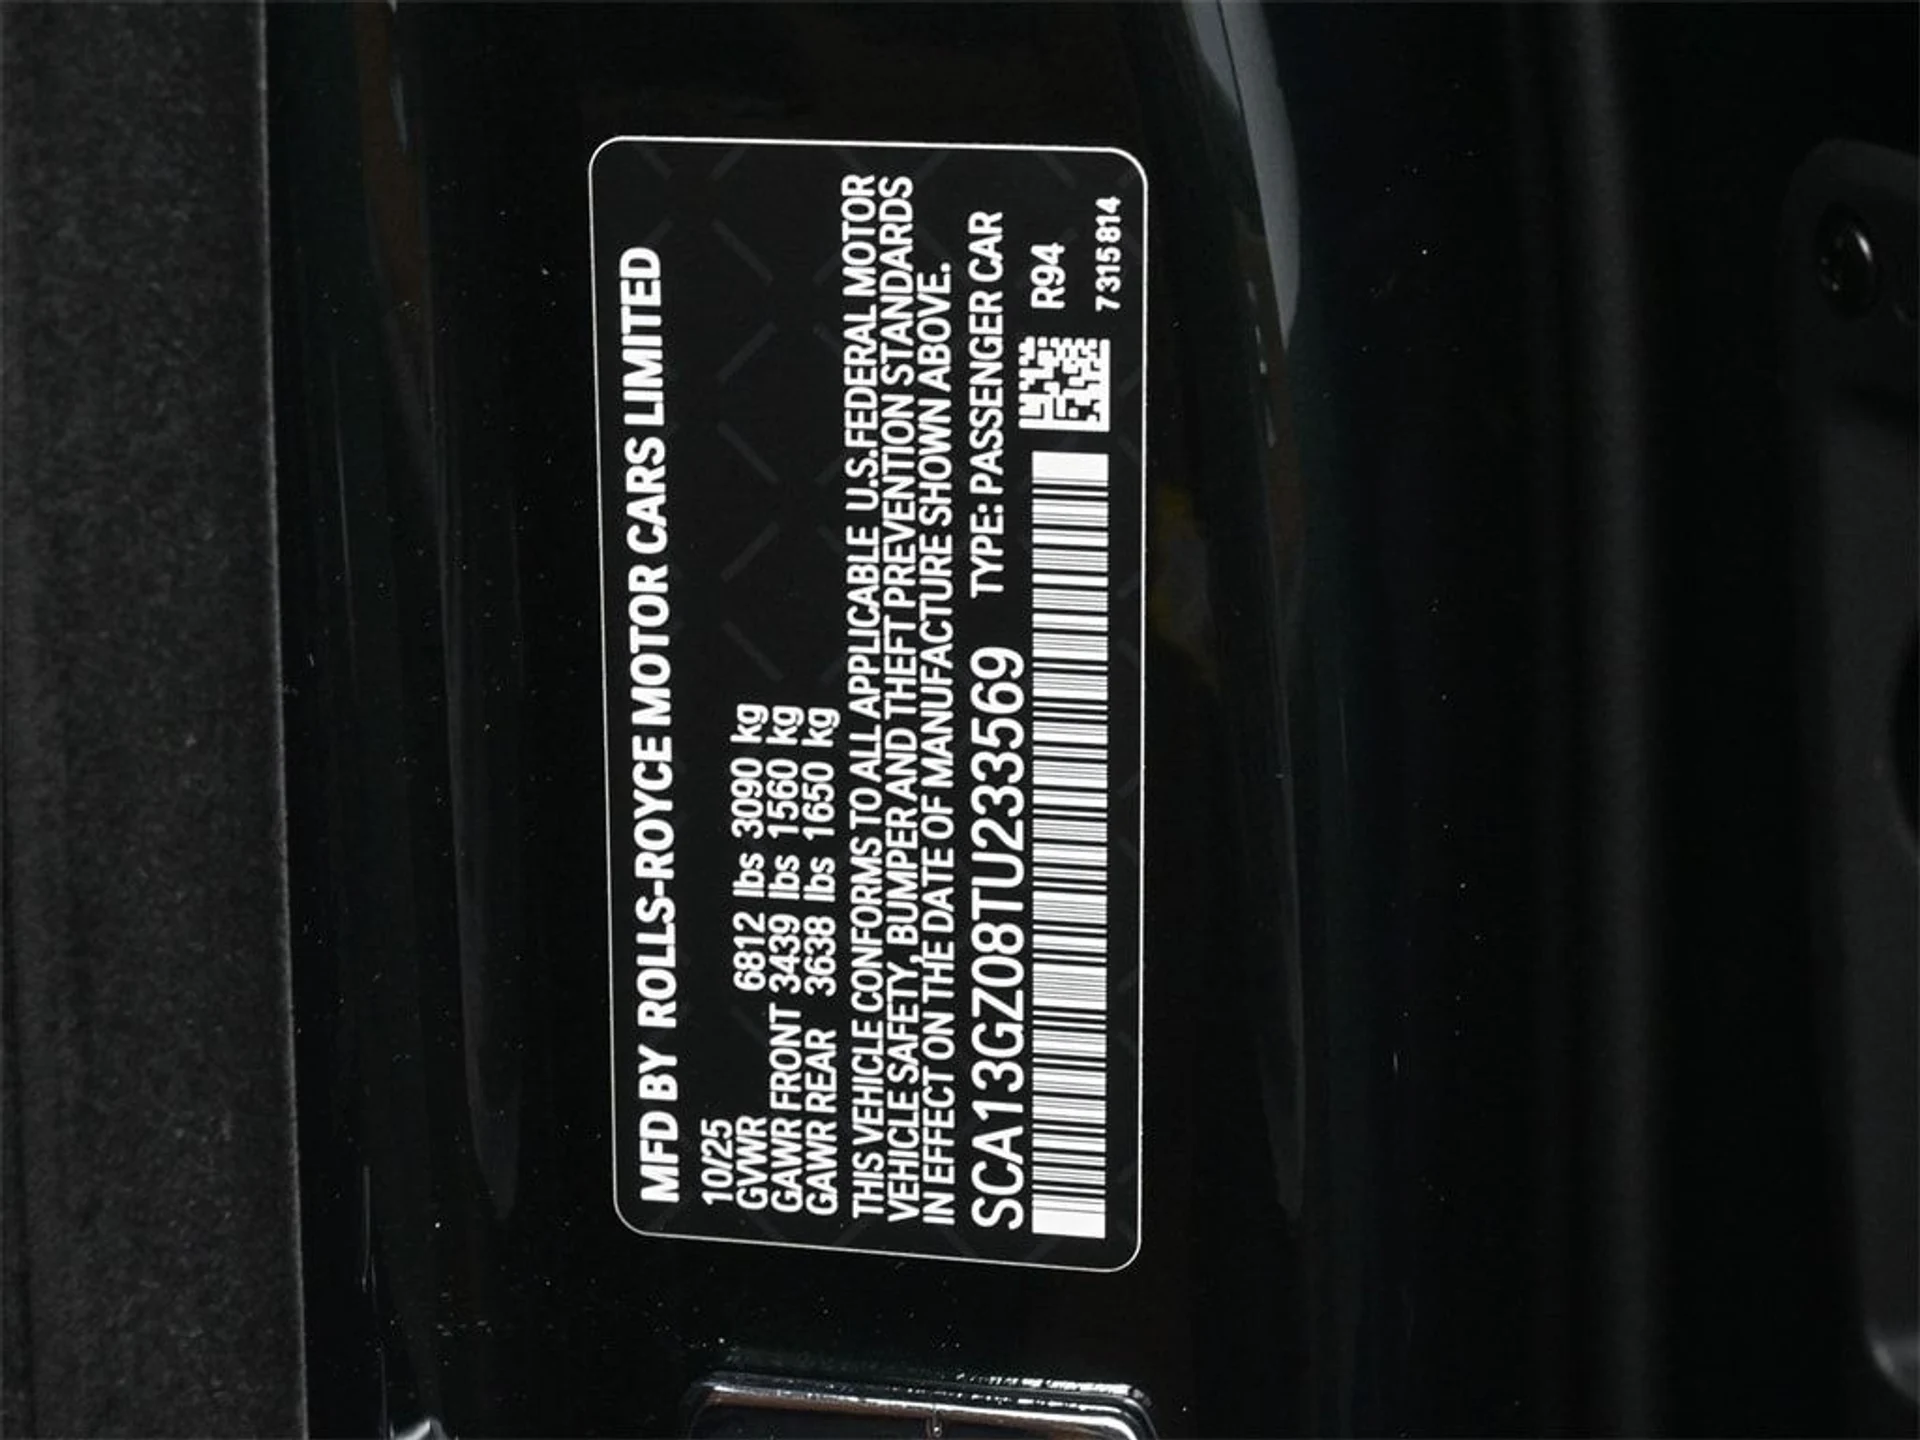 MFD BY ROLLS-ROYCE MOTOR CARS LIMITED
10/25
GVWR 6812 lbs 3090 kg
GAWR FRONT 3439 lbs 1560 kg
GAWR REAR 3638 lbs 1650 kg
THIS VEHICLE CONFORMS TO ALL APPLICABLE U.S.FEDERAL MOTOR
VEHICLE SAFETY, BUMPER AND THEFT PREVENTION STANDARDS
IN EFFECT ON THE DATE OF MANUFACTURE SHOWN ABOVE.
SCA13GZ08TU233569 TYPE: PASSENGER CAR
R94
7315814